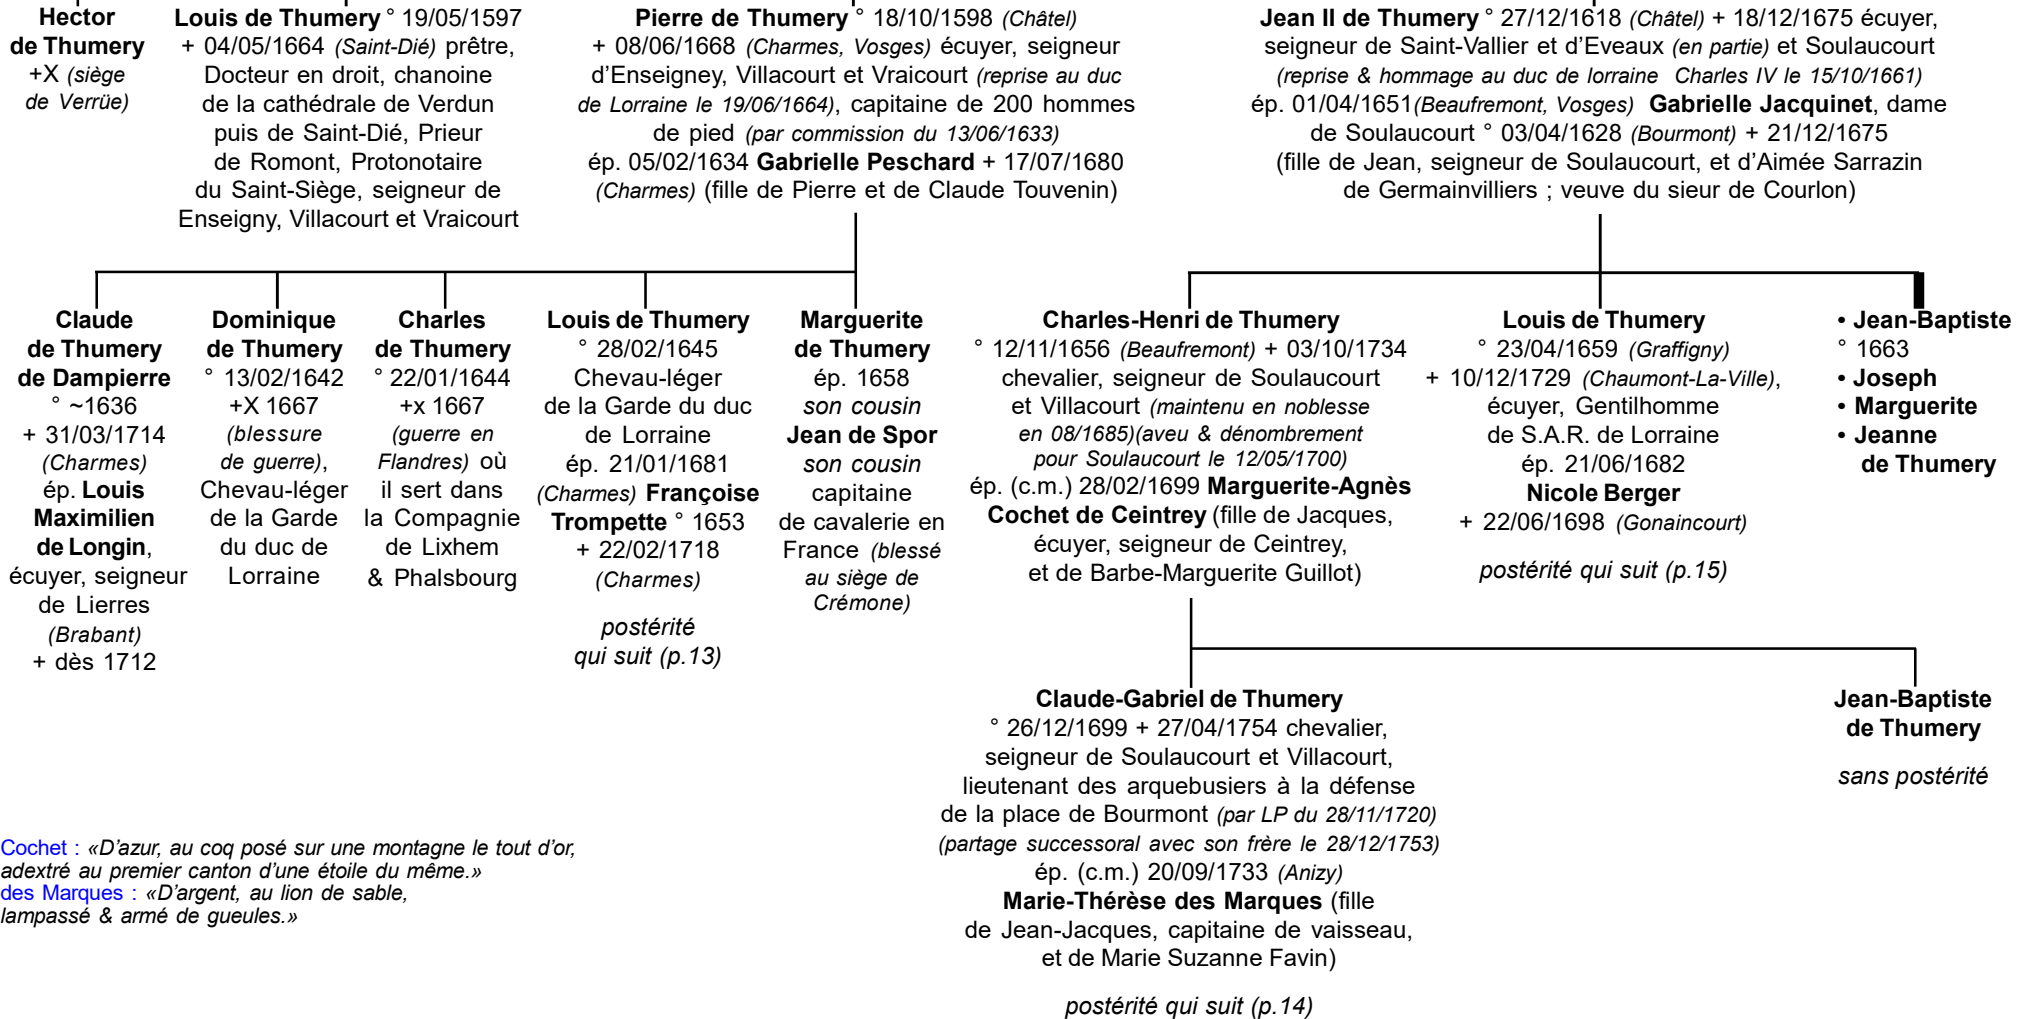 Hector
de Thumery
+X (siège
de Verrüe)
Louis de Thumery ° 19/05/1597
+ 04/05/1664 (Saint-Dié) prêtre,
Docteur en droit, chanoine
de la cathédrale de Verdun
puis de Saint-Dié, Prieur
de Romont, Protonotaire
du Saint-Siège, seigneur de
Enseigny, Villacourt et Vraicourt
Pierre de Thumery ° 18/10/1598 (Châtel)
+ 08/06/1668 (Charmes, Vosges) écuyer, seigneur
d'Enseigney, Villacourt et Vraicourt (reprise au duc
de Lorraine le 19/06/1664), capitaine de 200 hommes
de pied (par commission du 13/06/1633)
ép. 05/02/1634 Gabrielle Peschard + 17/07/1680
(Charmes) (fille de Pierre et de Claude Touvenin)
Jean II de Thumery ° 27/12/1618 (Châtel) + 18/12/1675 écuyer,
seigneur de Saint-Vallier et d'Eveaux (en partie) et Soulaucourt
(reprise & hommage au duc de lorraine Charles IV le 15/10/1661)
ép. 01/04/1651(Beaufremont, Vosges) Gabrielle Jacquinet, dame
de Soulaucourt ° 03/04/1628 (Bourmont) + 21/12/1675
(fille de Jean, seigneur de Soulaucourt, et d'Aimée Sarrazin
de Germainvilliers ; veuve du sieur de Courlon)
Claude
de Thumery
de Dampierre
° ~1636
+ 31/03/1714
(Charmes)
ép. Louis
Maximilien
de Longin,
écuyer, seigneur
de Lierres
(Brabant)
+ dès 1712
Dominique
de Thumery
° 13/02/1642
+X 1667
(blessure
de guerre),
Chevau-léger
de la Garde
du duc de
Lorraine
Charles
de Thumery
° 22/01/1644
+x 1667
(guerre en
Flandres) où
il sert dans
la Compagnie
de Lixhem
& Phalsbourg
Louis de Thumery
° 28/02/1645
Chevau-léger
de la Garde du duc
de Lorraine
ép. 21/01/1681
(Charmes) Françoise
Trompette ° 1653
+ 22/02/1718
(Charmes)
postérité
qui suit (p.13)
Marguerite
de Thumery
ép. 1658
son cousin
Jean de Spor
son cousin
capitaine
de cavalerie en
France (blessé
au siège de
Crémone)
Charles-Henri de Thumery
° 12/11/1656 (Beaufremont) + 03/10/1734
chevalier, seigneur de Soulaucourt
et Villacourt (maintenu en noblesse
en 08/1685)(aveu & dénombrement
pour Soulaucourt le 12/05/1700)
ép. (c.m.) 28/02/1699 Marguerite-Agnès
Cochet de Ceintrey (fille de Jacques,
écuyer, seigneur de Ceintrey,
et de Barbe-Marguerite Guillot)
Louis de Thumery
° 23/04/1659 (Graffigny)
+ 10/12/1729 (Chaumont-La-Ville),
écuyer, Gentilhomme
de S.A.R. de Lorraine
ép. 21/06/1682
Nicole Berger
+ 22/06/1698 (Gonaincourt)
postérité qui suit (p.15)
• Jean-Baptiste
° 1663
• Joseph
• Marguerite
• Jeanne
de Thumery
Claude-Gabriel de Thumery
° 26/12/1699 + 27/04/1754 chevalier,
seigneur de Soulaucourt et Villacourt,
lieutenant des arquebusiers à la défense
de la place de Bourmont (par LP du 28/11/1720)
(partage successoral avec son frère le 28/12/1753)
ép. (c.m.) 20/09/1733 (Anizy)
Marie-Thérèse des Marques (fille
de Jean-Jacques, capitaine de vaisseau,
et de Marie Suzanne Favin)
postérité qui suit (p.14)
Jean-Baptiste
de Thumery
sans postérité
Cochet : «D'azur, au coq posé sur une montagne le tout d'or,
adextré au premier canton d'une étoile du même.»
des Marques : «D'argent, au lion de sable,
lampassé & armé de gueules.»